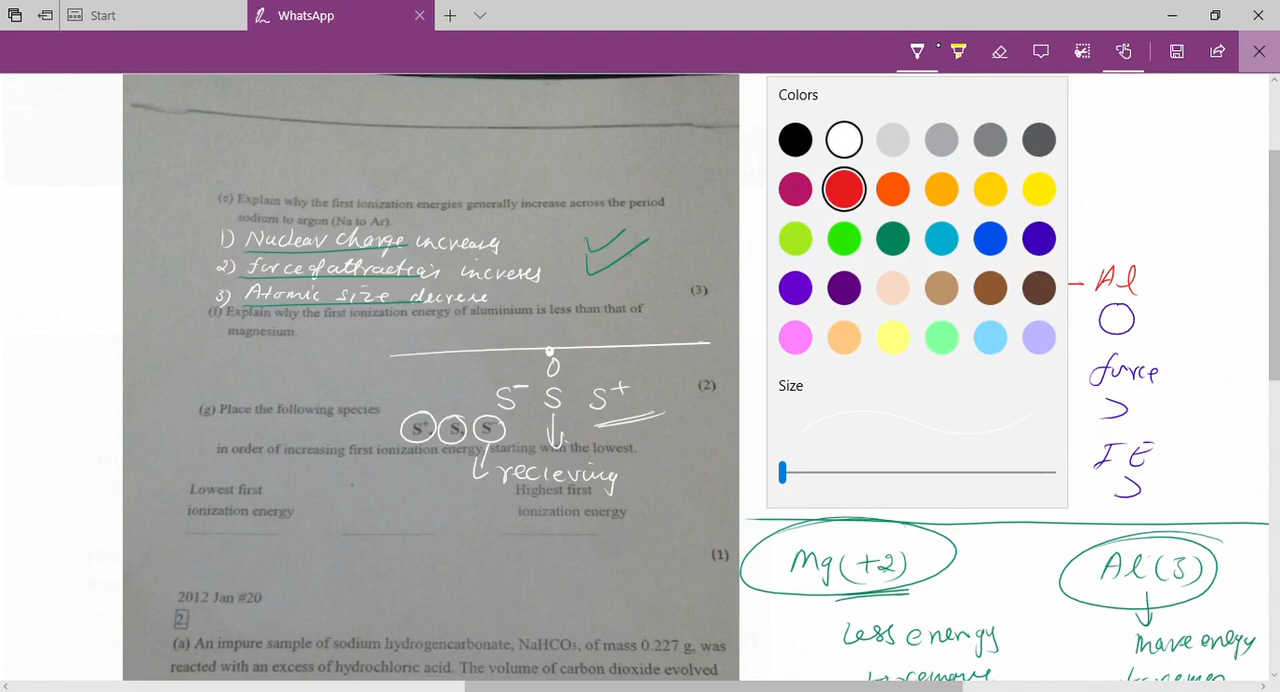 Start
WhatsApp
(e) Explain why the first ionization energies generally increase across the period
sodium to argon (Na to Ar).
1) Nuclear charge increases
2) force of attraction's increses
3) Atomic size decrese
(3)
(f) Explain why the first ionization energy of aluminium is less than that of
magnesium.
0
(2)
S⁻ S S⁺
(g) Place the following species
S⁺, S, S⁻
in order of increasing first ionization energy, starting with the lowest.
recieving
Lowest first
ionization energy
Highest first
ionization energy
(1)
2012 Jan #20
2
(a) An impure sample of sodium hydrogencarbonate, NaHCO₃, of mass 0.227 g, was
reacted with an excess of hydrochloric acid. The volume of carbon dioxide evolved
Colors
Size
Al
force
>
IE
>
Mg(+2)
Al(3)
Less energy